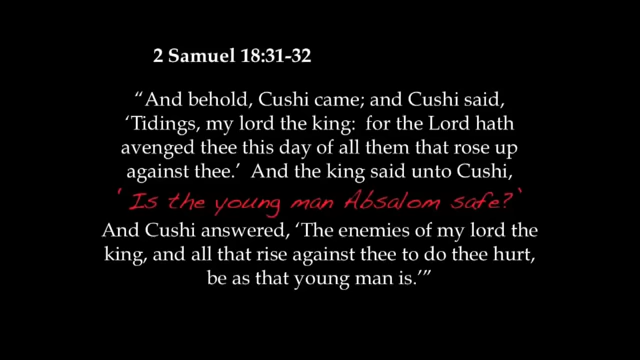 2 Samuel 18:31-32
“And behold, Cushi came; and Cushi said,
‘Tidings, my lord the king:  for the Lord hath
avenged thee this day of all them that rose up
against thee.’  And the king said unto Cushi,
‘Is the young man Absalom safe?‘
And Cushi answered, ‘The enemies of my lord the
king, and all that rise against thee to do thee hurt,
be as that young man is.’”